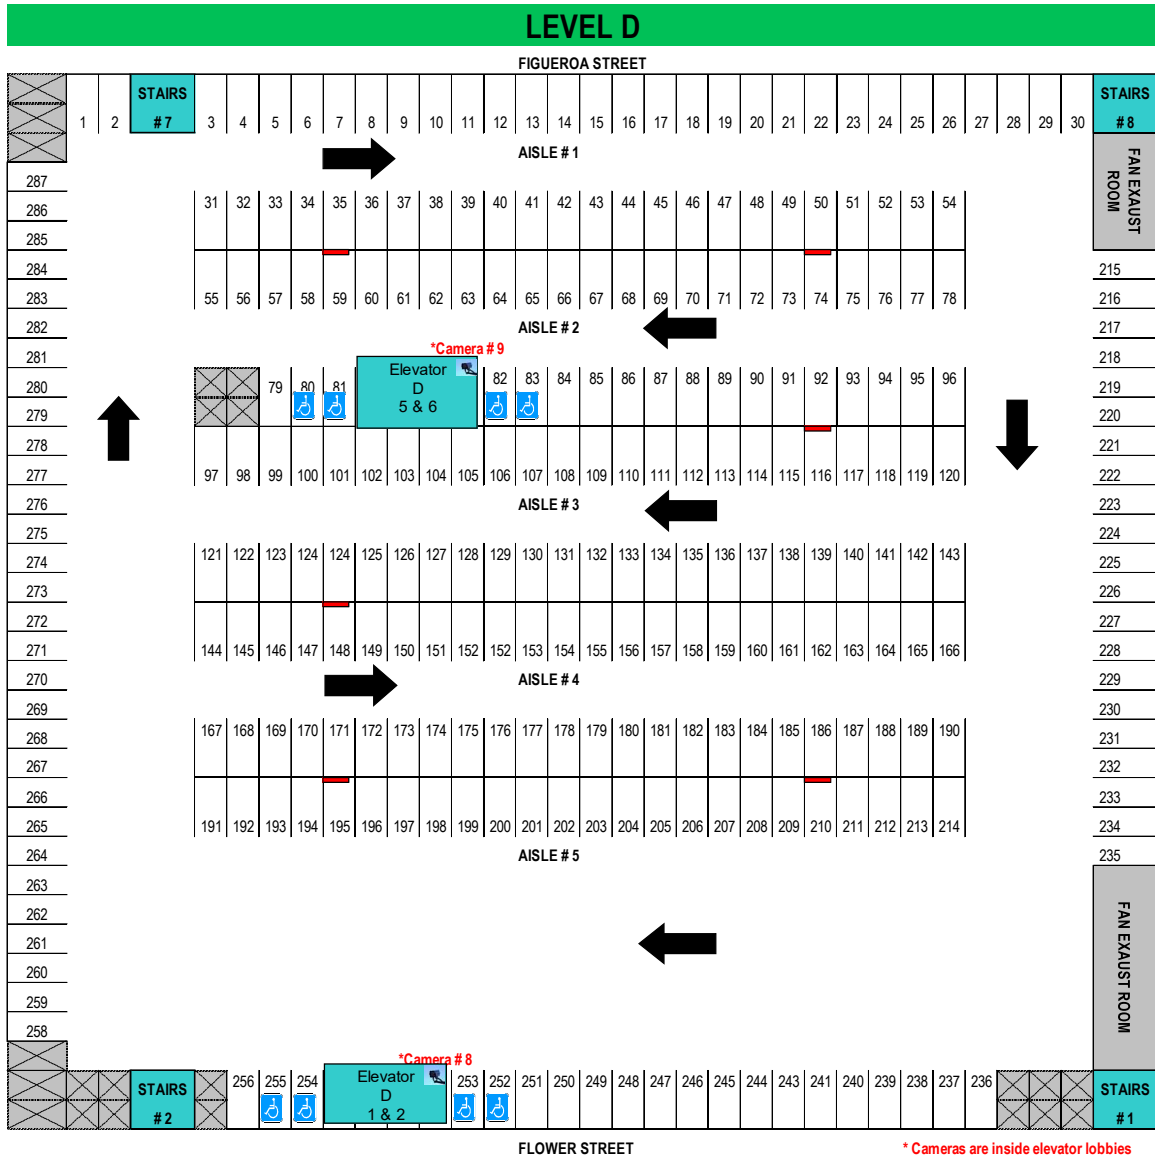 LEVEL D
FIGUEROA STREET
STAIRS
# 7
STAIRS
# 8
1 2 3 4 5 6 7 8 9 10 11 12 13 14 15 16 17 18 19 20 21 22 23 24 25 26 27 28 29 30
AISLE # 1
FAN EXAUST
ROOM
287
286
285
284
283
282
281
280
279
278
277
276
275
274
273
272
271
270
269
268
267
266
265
264
263
262
261
260
259
258
31 32 33 34 35 36 37 38 39 40 41 42 43 44 45 46 47 48 49 50 51 52 53 54
55 56 57 58 59 60 61 62 63 64 65 66 67 68 69 70 71 72 73 74 75 76 77 78
AISLE # 2
*Camera # 9
79 80 81
Elevator
D
5 & 6
82 83 84 85 86 87 88 89 90 91 92 93 94 95 96
97 98 99 100 101 102 103 104 105 106 107 108 109 110 111 112 113 114 115 116 117 118 119 120
AISLE # 3
121 122 123 124 124 125 126 127 128 129 130 131 132 133 134 135 136 137 138 139 140 141 142 143
144 145 146 147 148 149 150 151 152 152 153 154 155 156 157 158 159 160 161 162 163 164 165 166
AISLE # 4
167 168 169 170 171 172 173 174 175 176 177 178 179 180 181 182 183 184 185 186 187 188 189 190
191 192 193 194 195 196 197 198 199 200 201 202 203 204 205 206 207 208 209 210 211 212 213 214
AISLE # 5
215
216
217
218
219
220
221
222
223
224
225
226
227
228
229
230
231
232
233
234
235
FAN EXAUST ROOM
*Camera # 8
STAIRS
# 2
256 255 254
Elevator
D
1 & 2
253 252 251 250 249 248 247 246 245 244 243 241 240 239 238 237 236
STAIRS
# 1
FLOWER STREET
* Cameras are inside elevator lobbies